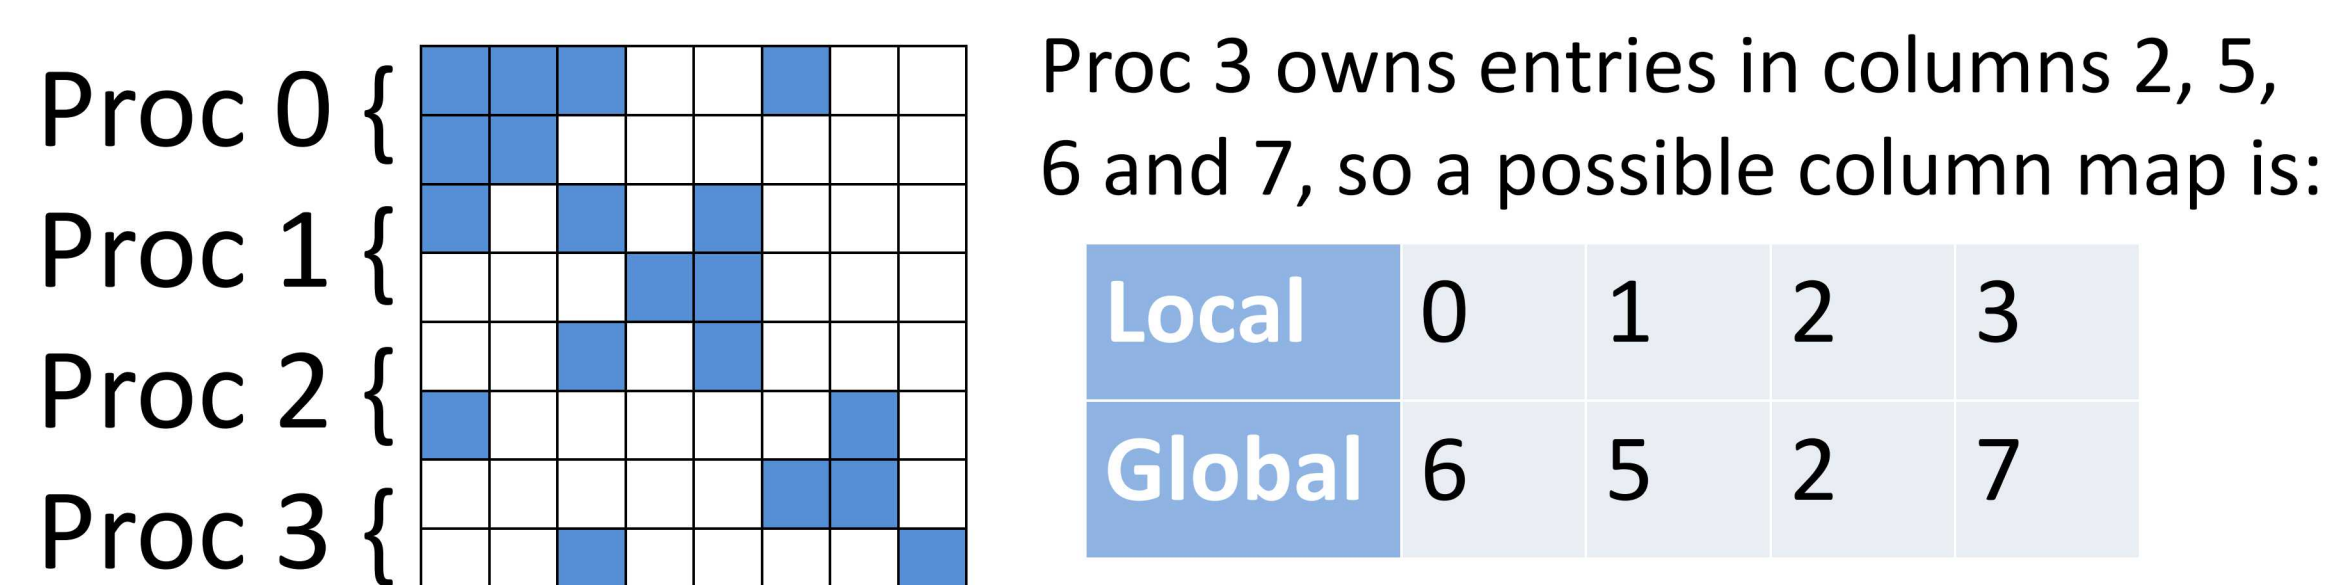 Proc 0 {
Proc 1 {
Proc 2 {
Proc 3 {
Proc 3 owns entries in columns 2, 5,
6 and 7, so a possible column map is:
Local 0 1 2 3
Global 6 5 2 7